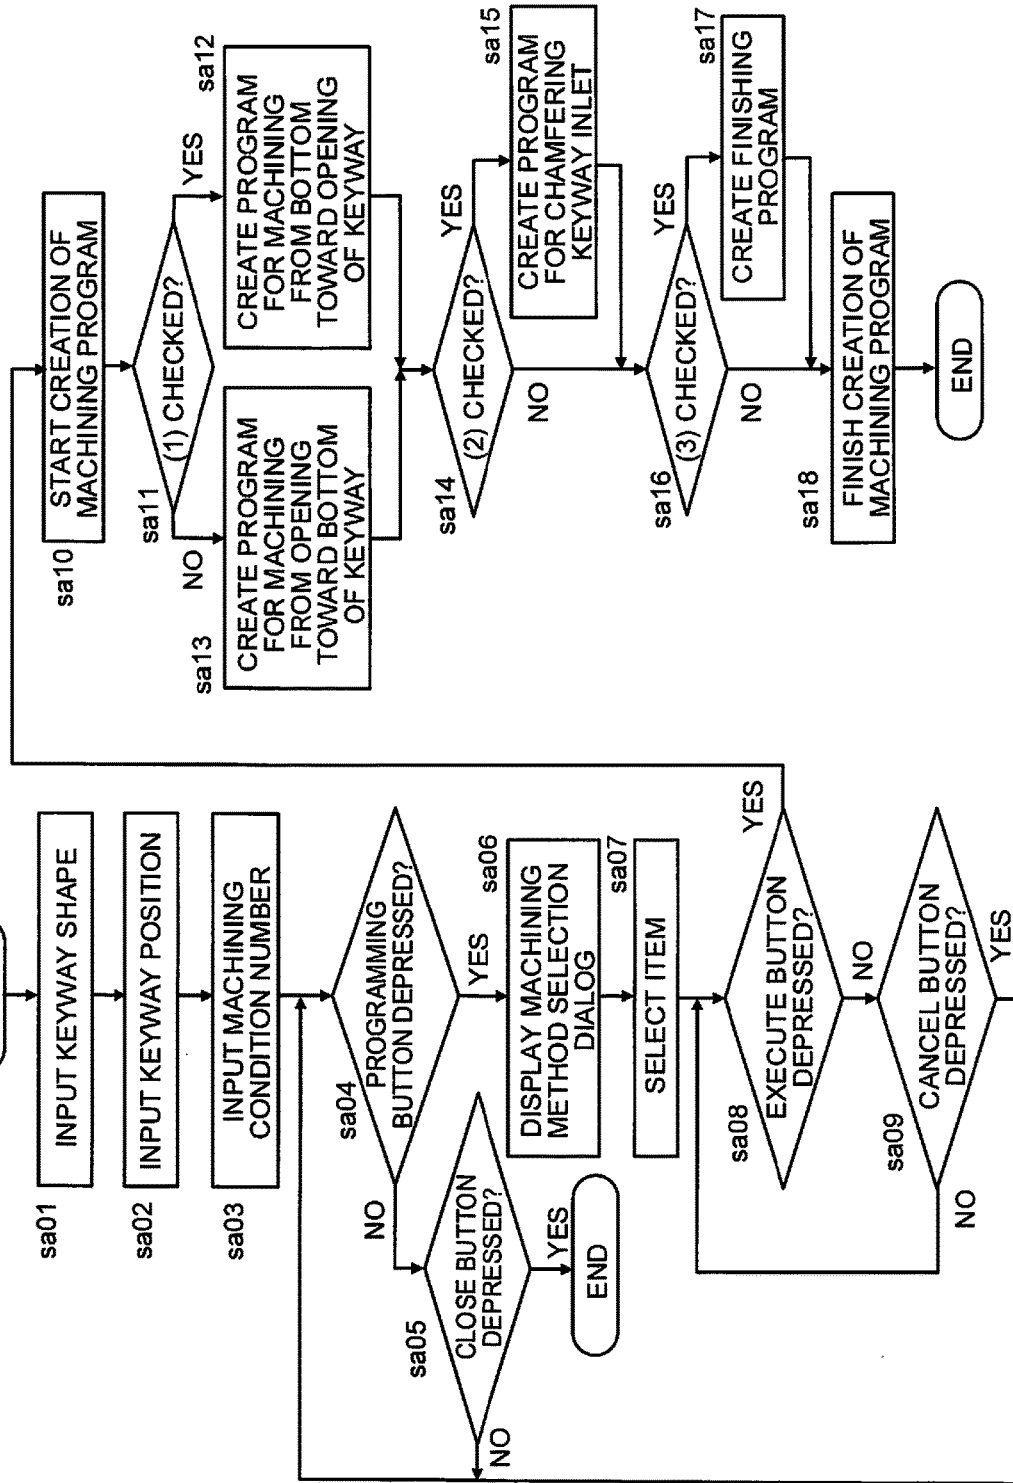 sa01
INPUT KEYWAY SHAPE
sa02
INPUT KEYWAY POSITION
sa03
INPUT MACHINING
CONDITION NUMBER
sa04
PROGRAMMING
BUTTON DEPRESSED?
NO
YES
sa05
CLOSE BUTTON
DEPRESSED?
NO
YES
END
sa06
DISPLAY MACHINING
METHOD SELECTION
DIALOG
sa07
SELECT ITEM
sa08
EXECUTE BUTTON
DEPRESSED?
YES
NO
sa09
CANCEL BUTTON
DEPRESSED?
NO
YES
sa10
START CREATION OF
MACHINING PROGRAM
sa11
(1) CHECKED?
NO
YES
sa12
CREATE PROGRAM
FOR MACHINING
FROM BOTTOM
TOWARD OPENING
OF KEYWAY
sa13
CREATE PROGRAM
FOR MACHINING
FROM OPENING
TOWARD BOTTOM
OF KEYWAY
sa14
(2) CHECKED?
YES
NO
sa15
CREATE PROGRAM
FOR CHAMFERING
KEYWAY INLET
sa16
(3) CHECKED?
YES
NO
sa17
CREATE FINISHING
PROGRAM
sa18
FINISH CREATION OF
MACHINING PROGRAM
END